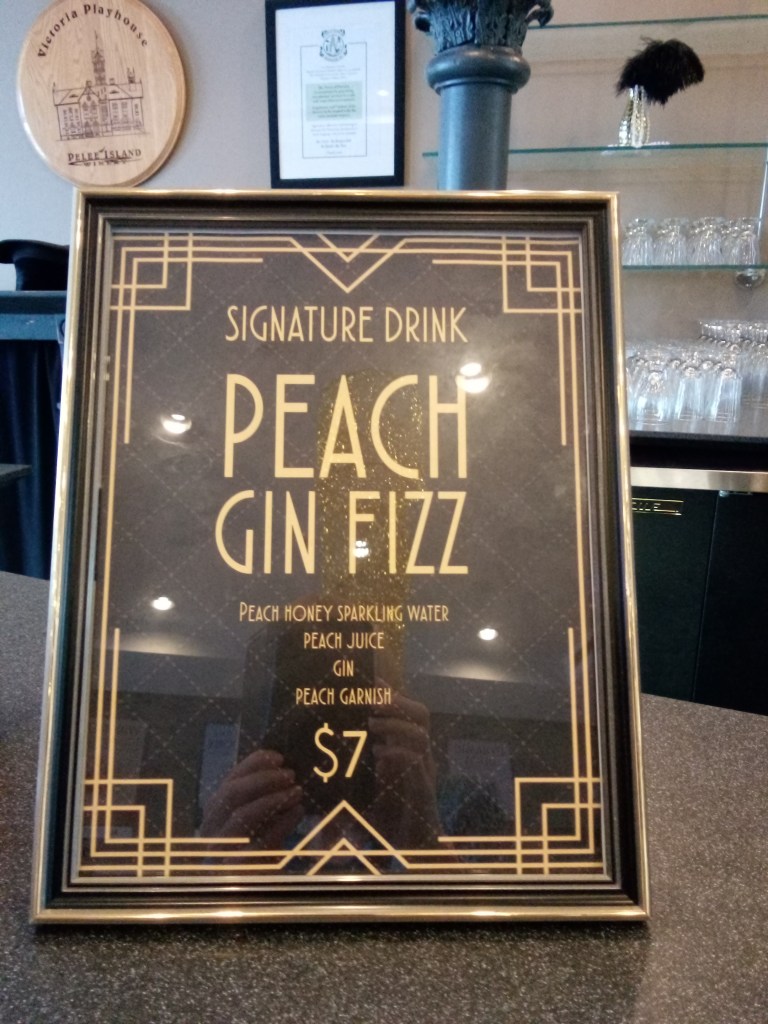 Victoria Playhouse
PELEE ISLAND
WINERY
SIGNATURE DRINK
PEACH
GIN FIZZ
PEACH HONEY SPARKLING WATER
PEACH JUICE
GIN
PEACH GARNISH
$7